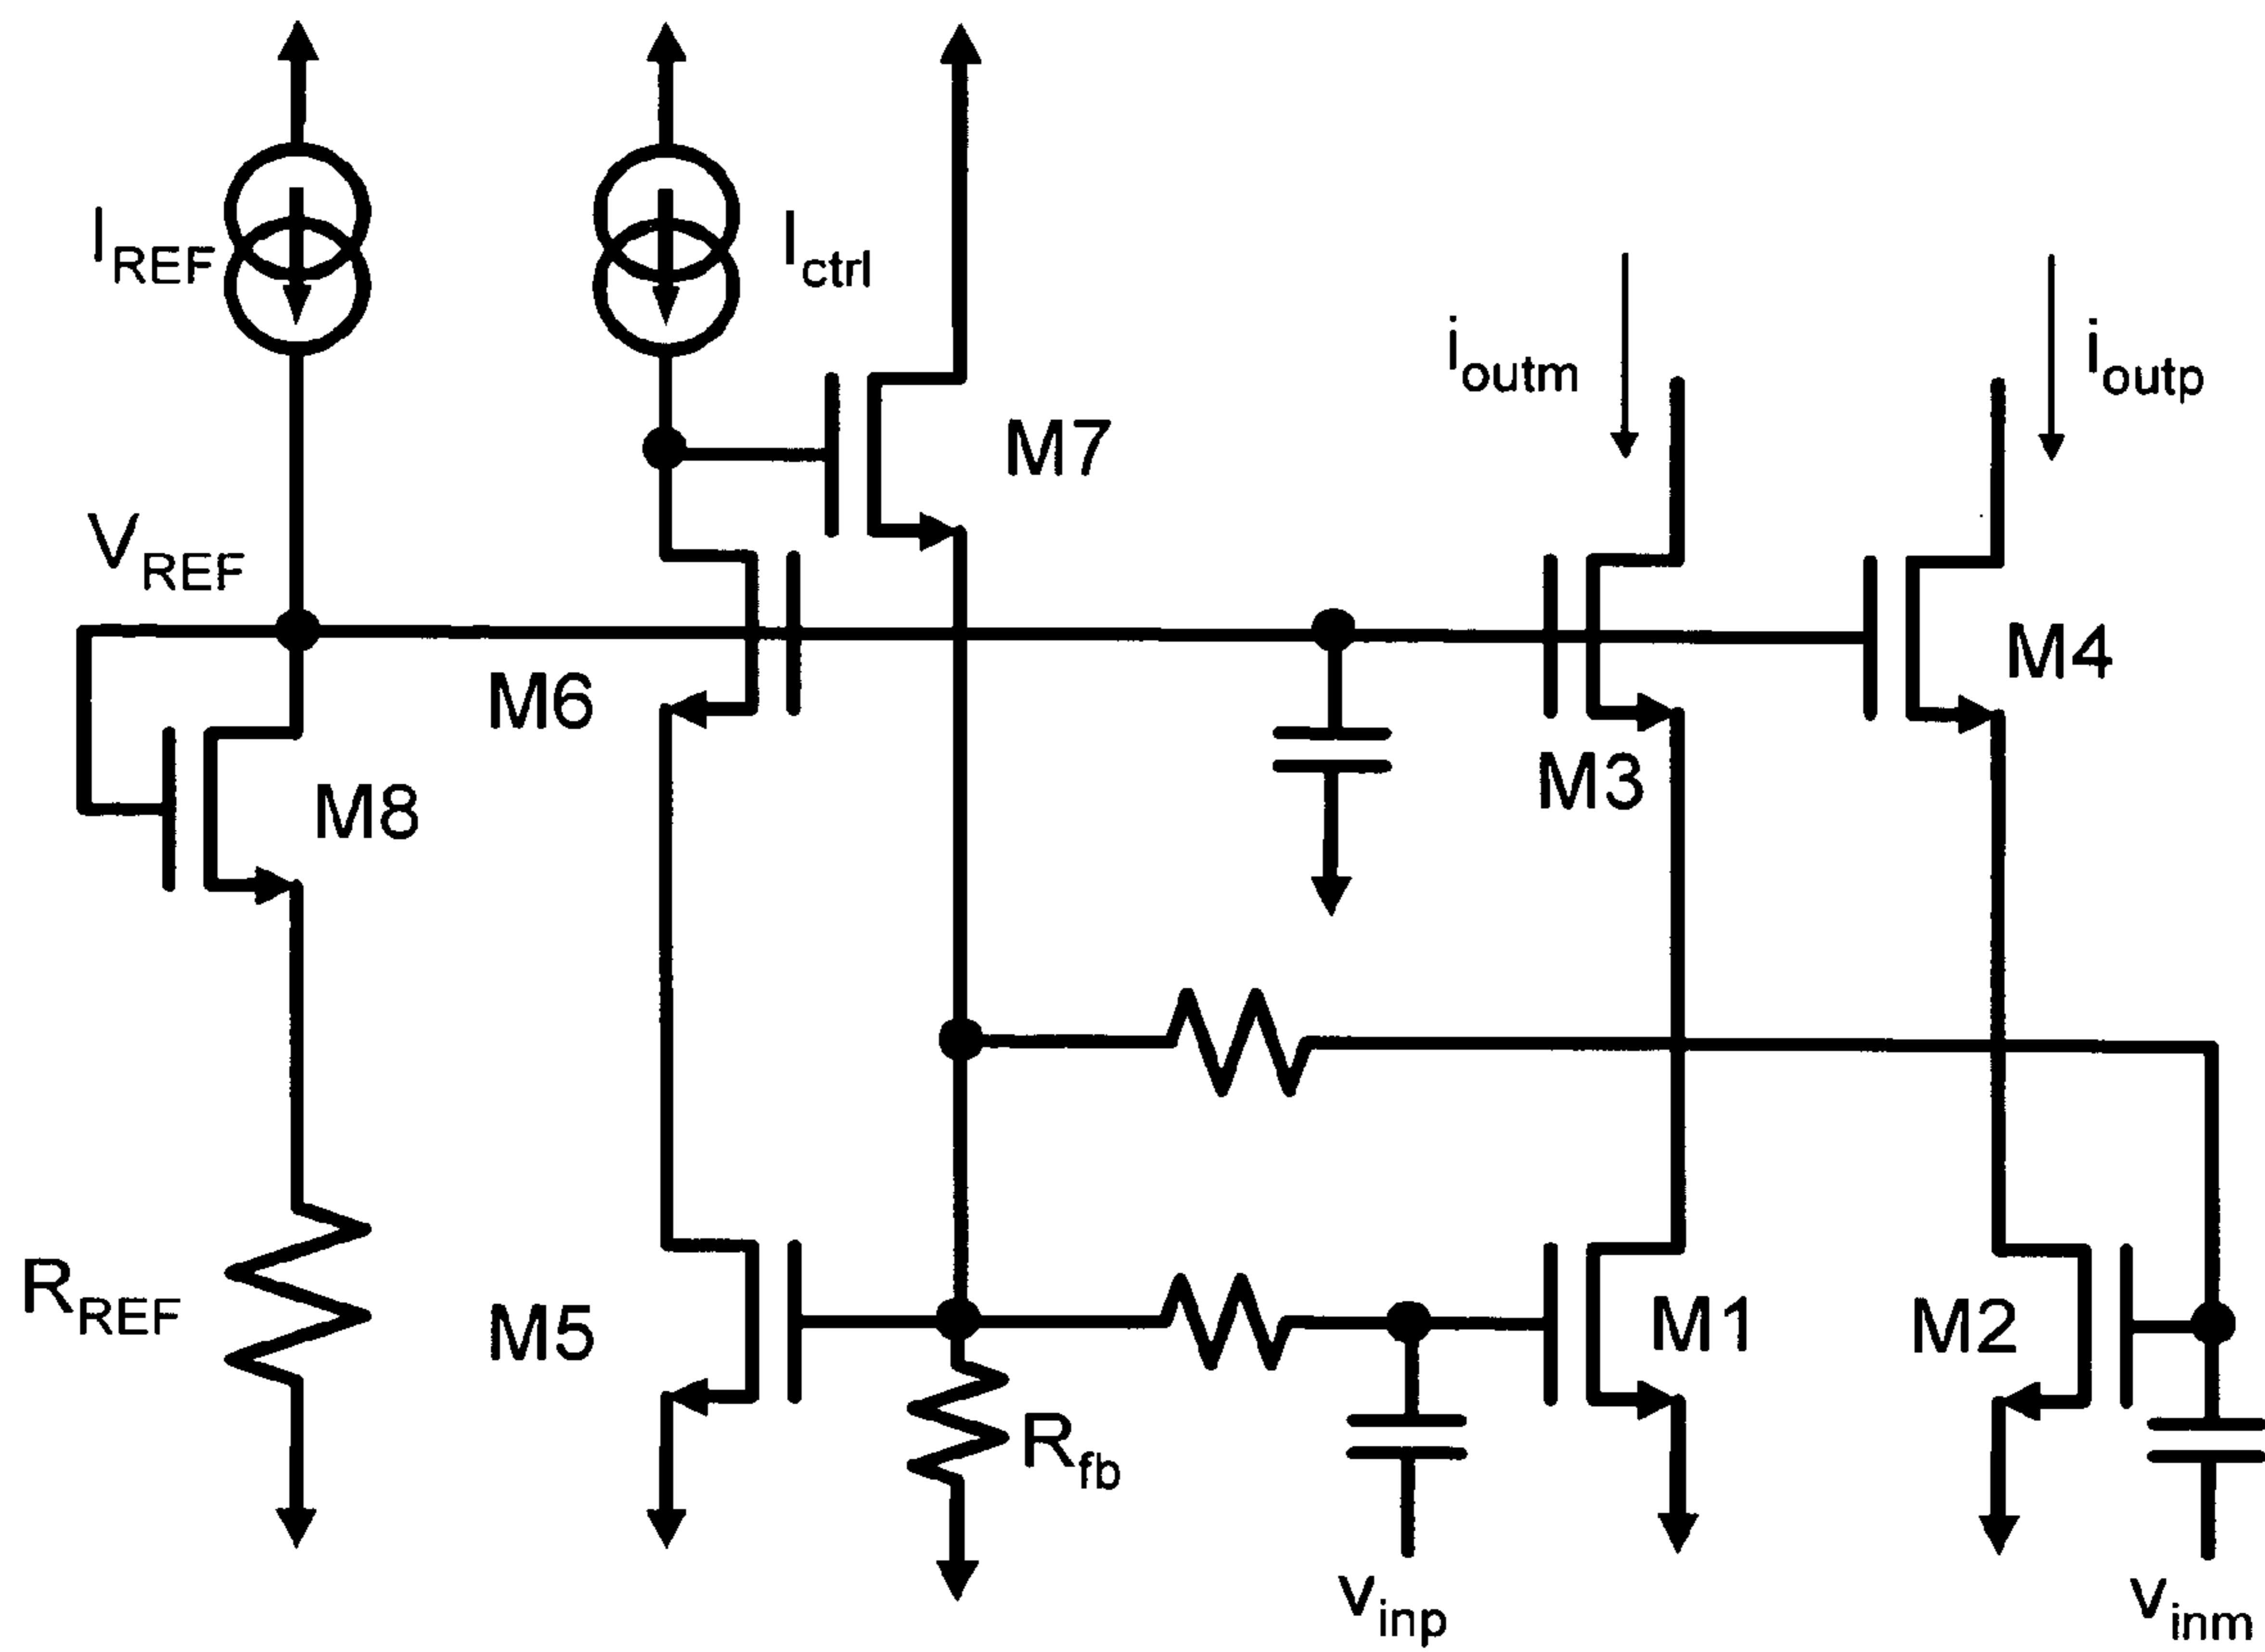 I_REF
I_ctrl
i_outm
i_outp
M7
V_REF
M6
M4
M3
M8
R_REF
M5
M1
M2
R_fb
v_inp
v_inm